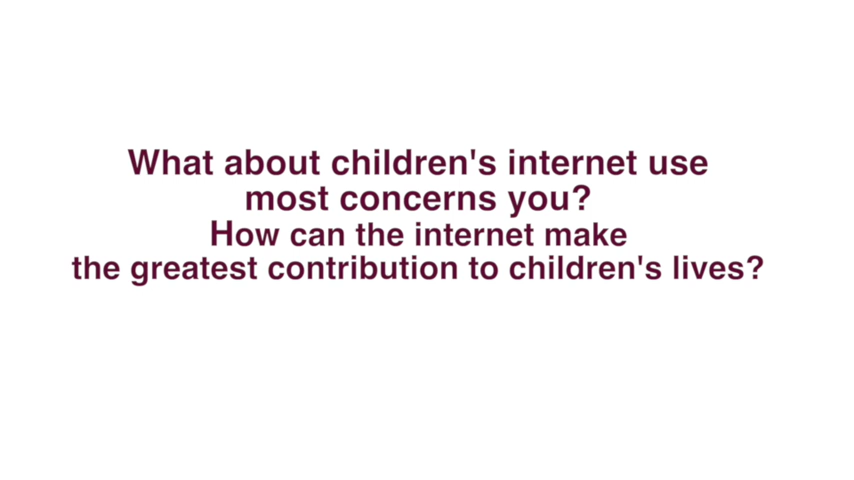 What about children's internet use
most concerns you?
How can the internet make
the greatest contribution to children's lives?